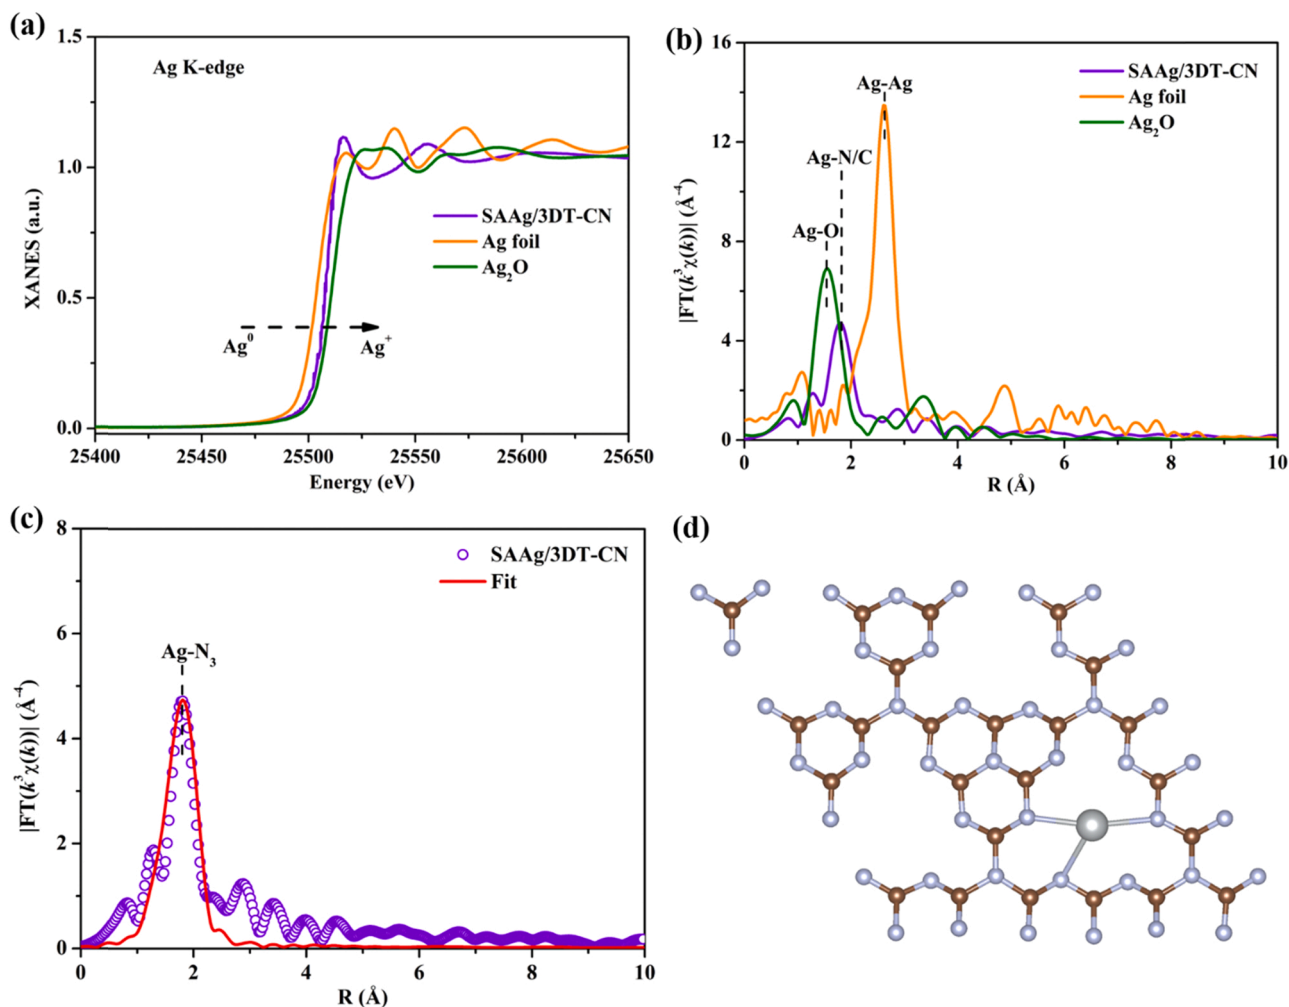 (a)
1.5
1.0
0.5
0.0
XANES (a.u.)
Ag K-edge
SAAg/3DT-CN
Ag foil
Ag₂O
Ag⁰
Ag⁺
25400 25450 25500 25550 25600 25650
Energy (eV)
(b)
16
12
8
4
0
|FT(k³χ(k))| (Å⁻⁴)
Ag-Ag
Ag-N/C
Ag-O
SAAg/3DT-CN
Ag foil
Ag₂O
0 2 4 6 8 10
R (Å)
(c)
8
6
4
2
0
|FT(k³χ(k))| (Å⁻⁴)
SAAg/3DT-CN
Fit
Ag-N₃
0 2 4 6 8 10
R (Å)
(d)